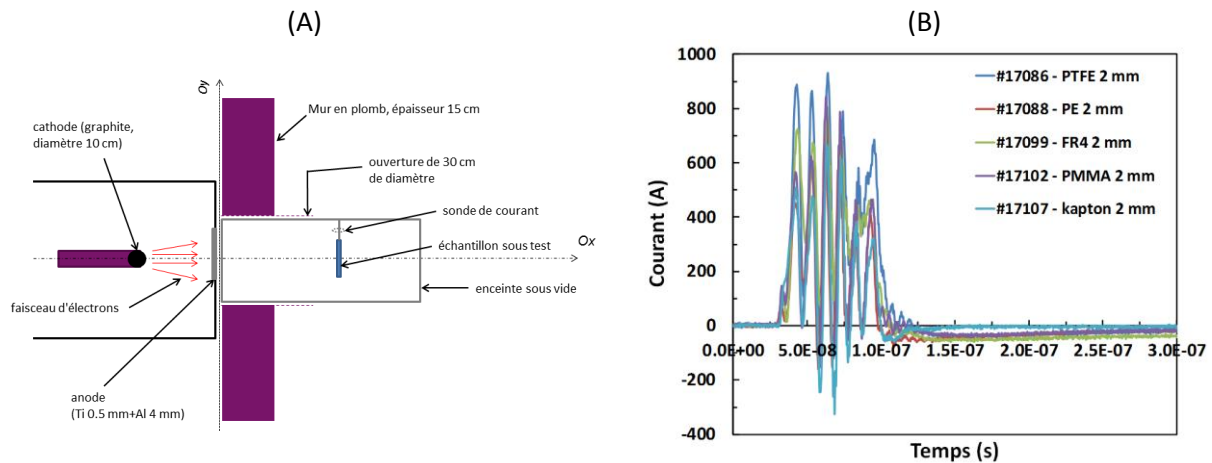 (A)
Oy
cathode (graphite,
diamètre 10 cm)
Mur en plomb, épaisseur 15 cm
ouverture de 30 cm
de diamètre
sonde de courant
Ox
échantillon sous test
enceinte sous vide
faisceau d'électrons
anode
(Ti 0.5 mm+Al 4 mm)
(B)
Courant (A)
1000
800
600
400
200
0
-200
-400
#17086 - PTFE 2 mm
#17088 - PE 2 mm
#17099 - FR4 2 mm
#17102 - PMMA 2 mm
#17107 - kapton 2 mm
0.0E+00 5.0E-08 1.0E-07 1.5E-07 2.0E-07 2.5E-07 3.0E-07
Temps (s)